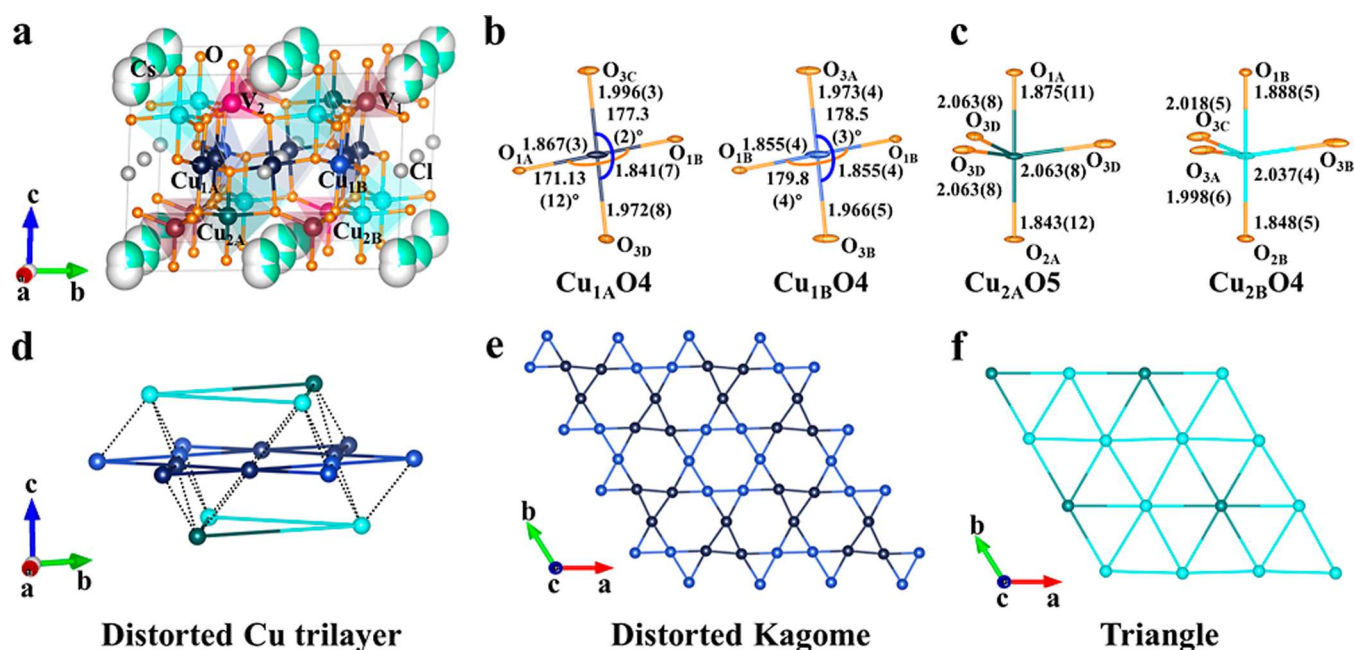 a
Cs
O
V2
V1
Cu1A
Cu1B
Cl
Cu2A
Cu2B
c
b
a
b
O3C
1.996(3)
177.3
(2)°
1.867(3)
O1A
O1B
171.13
(12)°
1.841(7)
1.972(8)
O3D
Cu1AO4
O3A
1.973(4)
178.5
(3)°
1.855(4)
O1B
O1B
179.8
(4)°
1.855(4)
1.966(5)
O3B
Cu1BO4
c
O1A
1.875(11)
2.063(8)
O3D
O3D
O3D
2.063(8)
2.063(8)
1.843(12)
O2A
Cu2AO5
O1B
1.888(5)
2.018(5)
O3C
O3B
O3A
2.037(4)
1.998(6)
1.848(5)
O2B
Cu2BO4
d
c
b
a
Distorted Cu trilayer
e
b
c
a
Distorted Kagome
f
b
c
a
Triangle